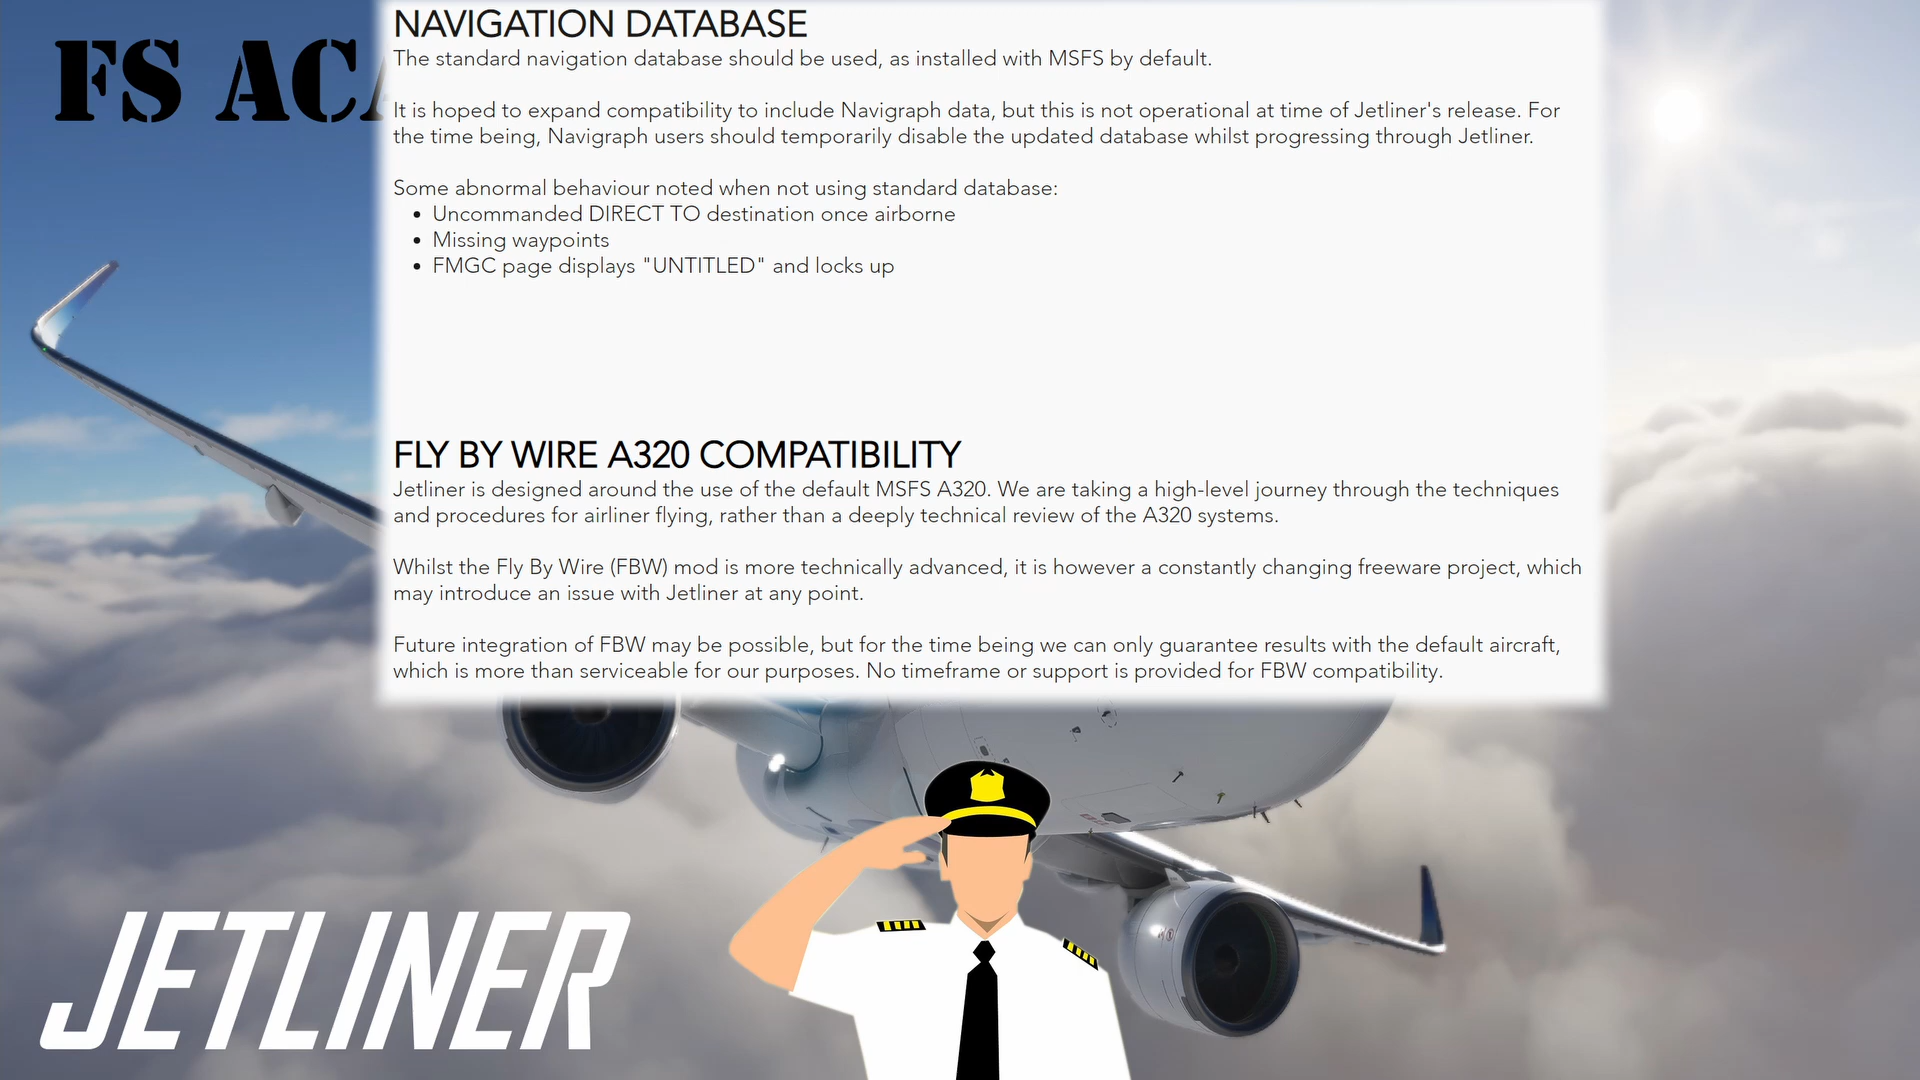 FS ACA
NAVIGATION DATABASE
The standard navigation database should be used, as installed with MSFS by default.
It is hoped to expand compatibility to include Navigraph data, but this is not operational at time of Jetliner's release. For
the time being, Navigraph users should temporarily disable the updated database whilst progressing through Jetliner.
Some abnormal behaviour noted when not using standard database:
• Uncommanded DIRECT TO destination once airborne
• Missing waypoints
• FMGC page displays "UNTITLED" and locks up
FLY BY WIRE A320 COMPATIBILITY
Jetliner is designed around the use of the default MSFS A320. We are taking a high-level journey through the techniques
and procedures for airliner flying, rather than a deeply technical review of the A320 systems.
Whilst the Fly By Wire (FBW) mod is more technically advanced, it is however a constantly changing freeware project, which
may introduce an issue with Jetliner at any point.
Future integration of FBW may be possible, but for the time being we can only guarantee results with the default aircraft,
which is more than serviceable for our purposes. No timeframe or support is provided for FBW compatibility.
JETLINER